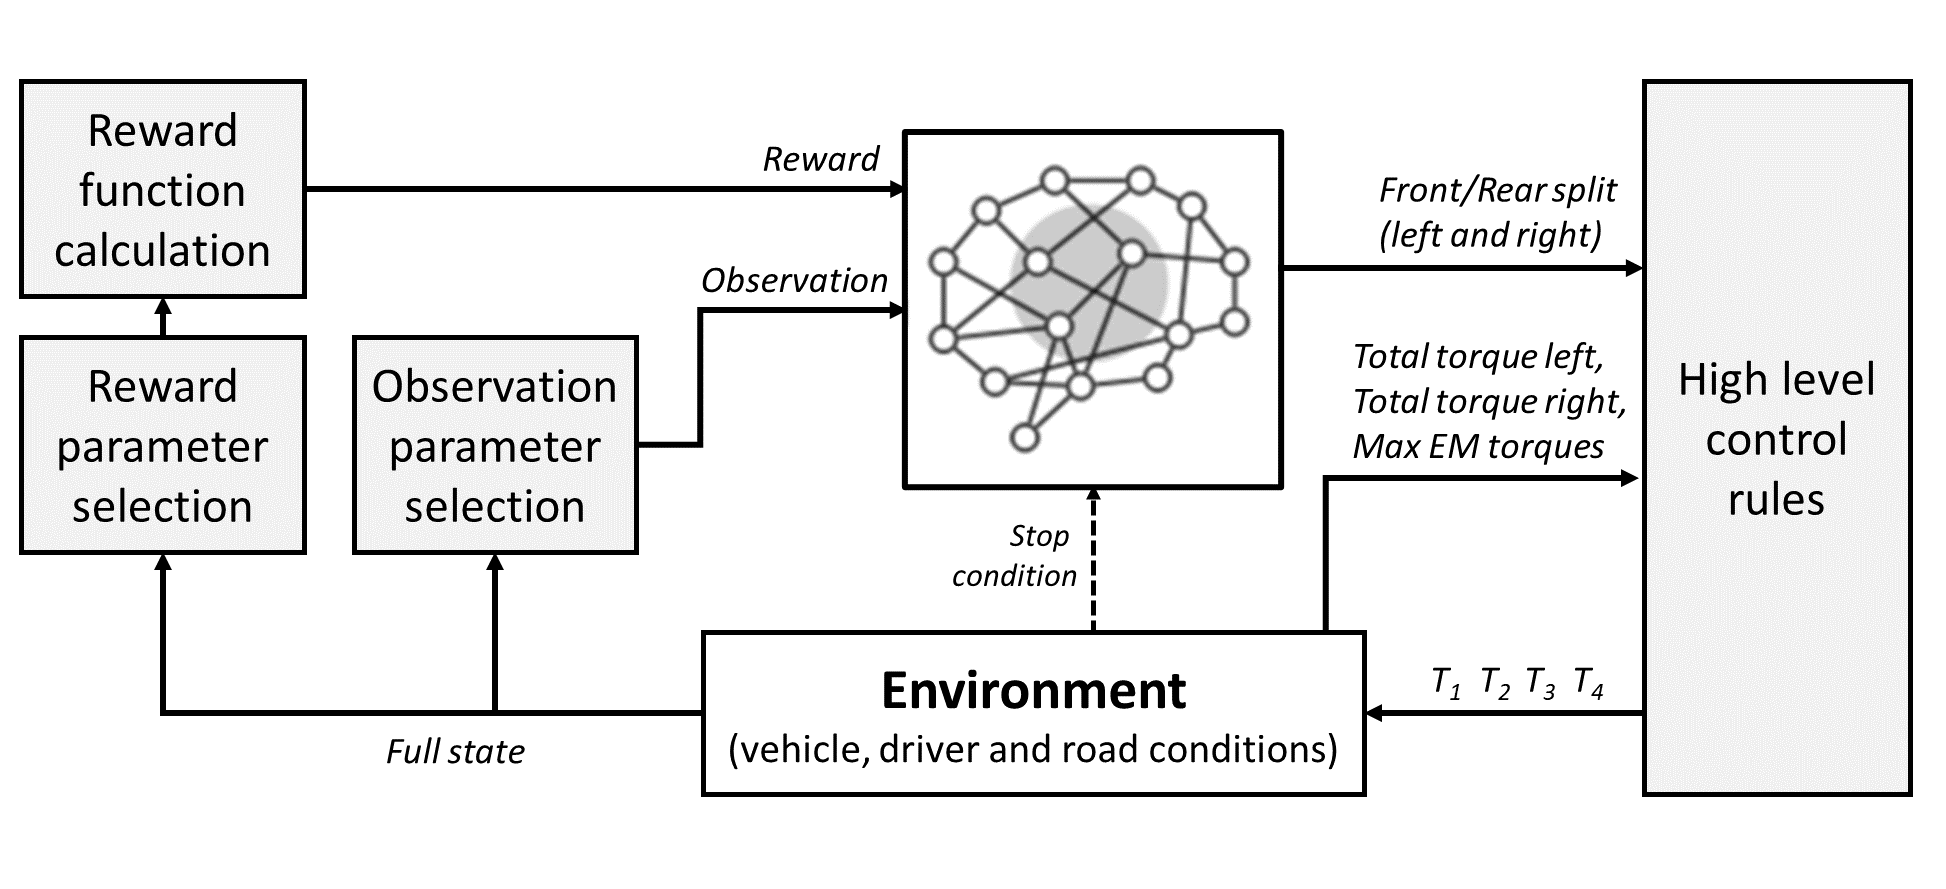 Reward
function
calculation
Reward
parameter
selection
Observation
parameter
selection
Reward
Observation
Stop
condition
Front/Rear split
(left and right)
Total torque left,
Total torque right,
Max EM torques
High level
control
rules
T1 T2 T3 T4
Environment
(vehicle, driver and road conditions)
Full state